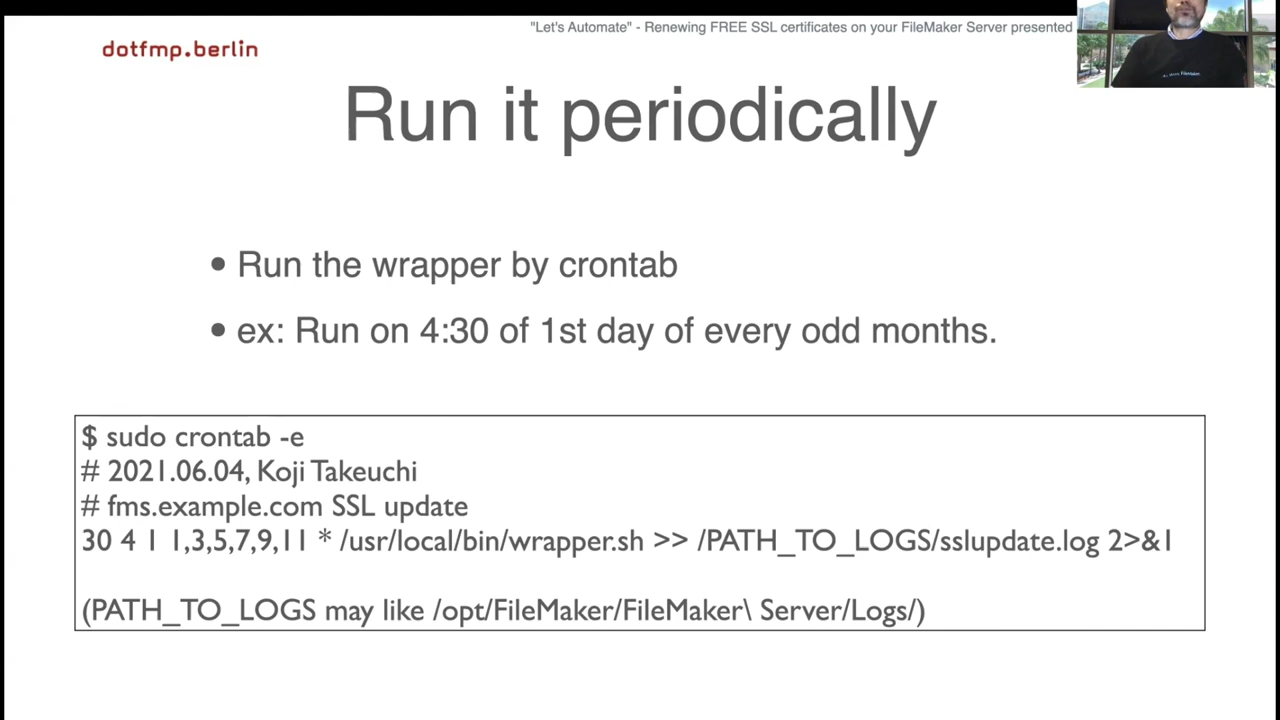 "Let's Automate" - Renewing FREE SSL certificates on your FileMaker Server presented
dotfmp.berlin
Run it periodically
• Run the wrapper by crontab
• ex: Run on 4:30 of 1st day of every odd months.
$ sudo crontab -e
# 2021.06.04, Koji Takeuchi
# fms.example.com SSL update
30 4 1 1,3,5,7,9,11 * /usr/local/bin/wrapper.sh >> /PATH_TO_LOGS/sslupdate.log 2>&1
(PATH_TO_LOGS may like /opt/FileMaker/FileMaker\ Server/Logs/)